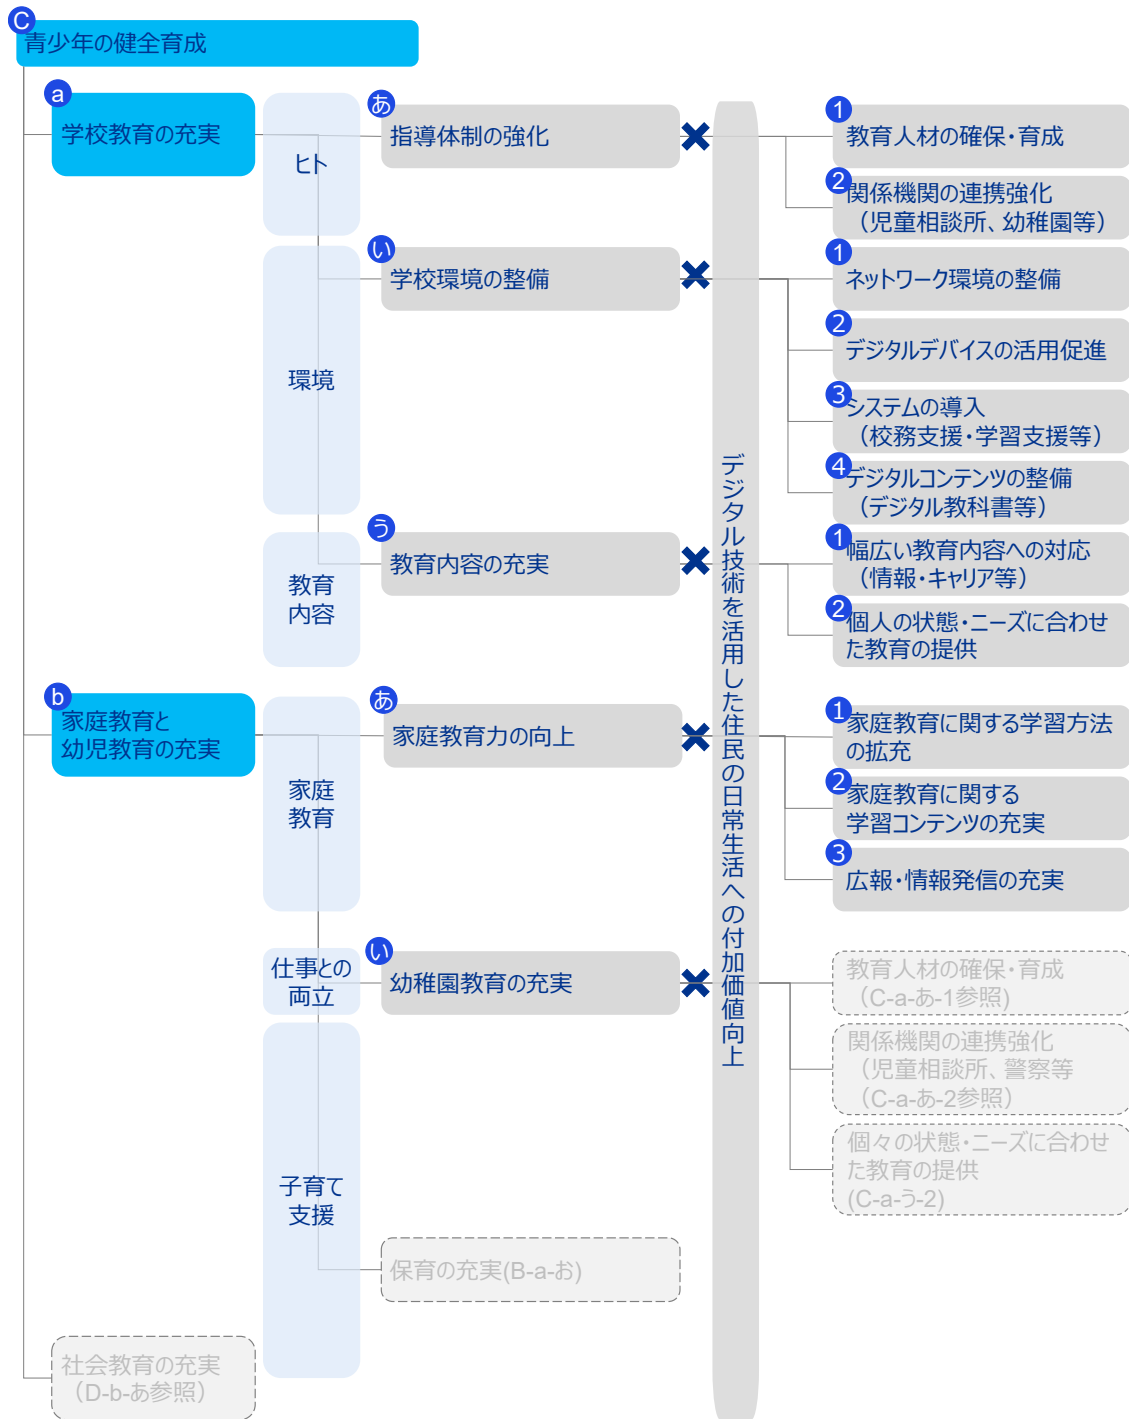 C
青少年の健全育成
a
学校教育の充実
ヒト
あ
指導体制の強化
1
教育人材の確保・育成
2
関係機関の連携強化
（児童相談所、幼稚園等）
環境
い
学校環境の整備
1
ネットワーク環境の整備
2
デジタルデバイスの活用促進
3
システムの導入
（校務支援・学習支援等）
4
デジタルコンテンツの整備
（デジタル教科書等）
教育
内容
う
教育内容の充実
1
幅広い教育内容への対応
（情報・キャリア等）
2
個人の状態・ニーズに合わせ
た教育の提供
デジタル技術を活用した住民の日常生活への付加価値向上
b
家庭教育と
幼児教育の充実
家庭
教育
あ
家庭教育力の向上
1
家庭教育に関する学習方法
の拡充
2
家庭教育に関する
学習コンテンツの充実
3
広報・情報発信の充実
仕事との
両立
い
幼稚園教育の充実
教育人材の確保・育成
（C-a-あ-1参照)
関係機関の連携強化
（児童相談所、警察等
（C-a-あ-2参照）
個々の状態・ニーズに合わせ
た教育の提供
(C-a-う-2)
子育て
支援
保育の充実(B-a-お)
社会教育の充実
（D-b-あ参照）